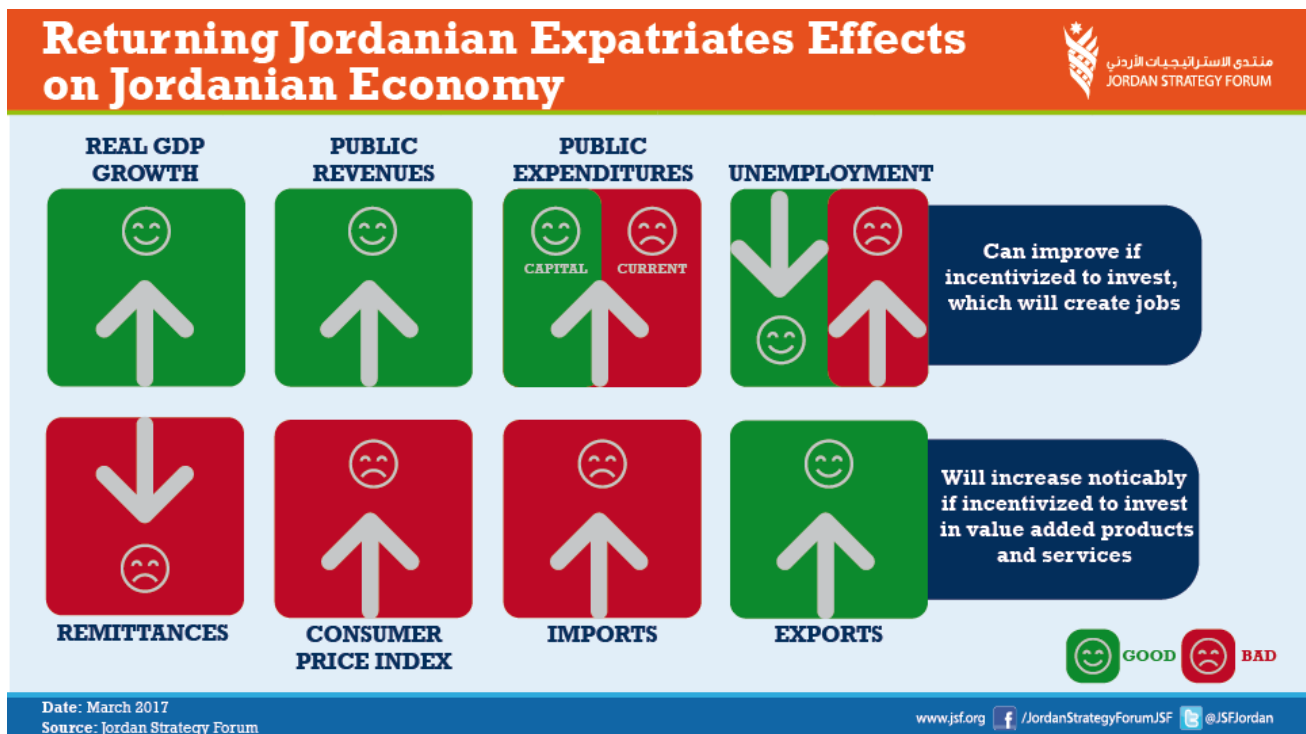 Returning Jordanian Expatriates Effects
on Jordanian Economy
منتدى الاستراتيجيات الأردني
JORDAN STRATEGY FORUM
REAL GDP
GROWTH
PUBLIC
REVENUES
PUBLIC
EXPENDITURES
UNEMPLOYMENT
CAPITAL
CURRENT
Can improve if
incentivized to invest,
which will create jobs
Will increase noticably
if incentivized to invest
in value added products
and services
REMITTANCES
CONSUMER
PRICE INDEX
IMPORTS
EXPORTS
GOOD
BAD
Date: March 2017
Source: Jordan Strategy Forum
www.jsf.org f /JordanStrategyForumJSF @JSFJordan